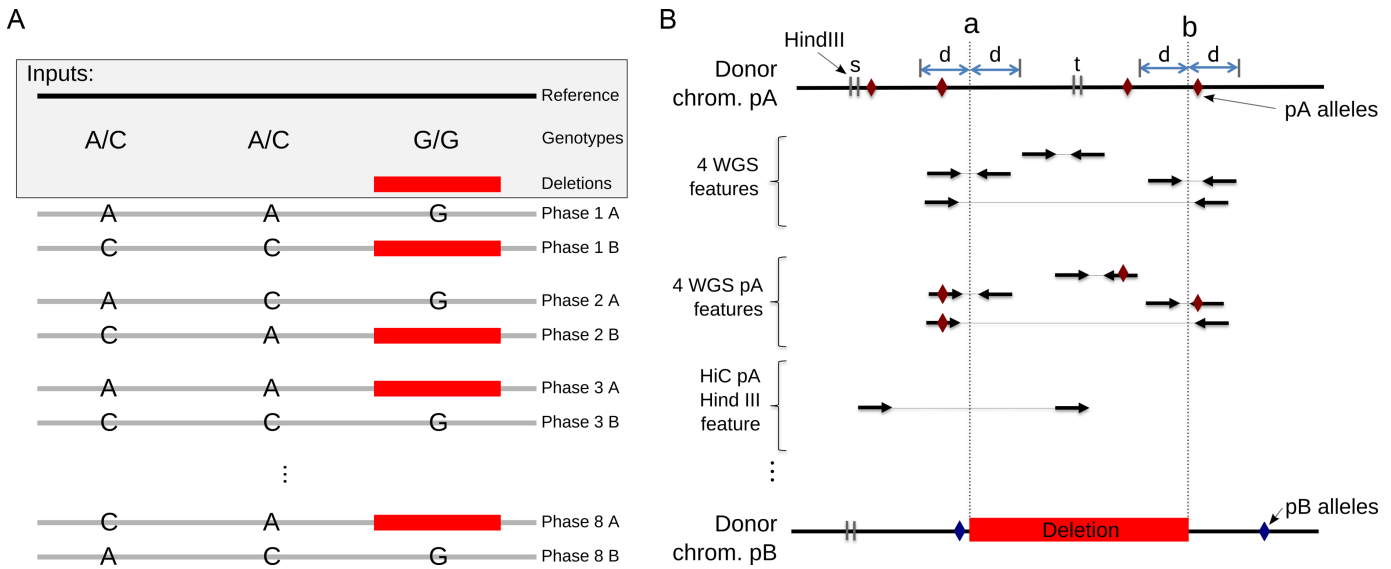 A
Inputs:
Reference
A/C A/C G/G Genotypes
Deletions
A A G Phase 1 A
C C Phase 1 B
A C G Phase 2 A
C A Phase 2 B
A A Phase 3 A
C C G Phase 3 B
⋮
C A Phase 8 A
A C G Phase 8 B
B
a b
HindIII
s d d t d d
Donor
chrom. pA
pA alleles
4 WGS
features
4 WGS pA
features
HiC pA
Hind III
feature
⋮
pB alleles
Donor
chrom. pB
Deletion